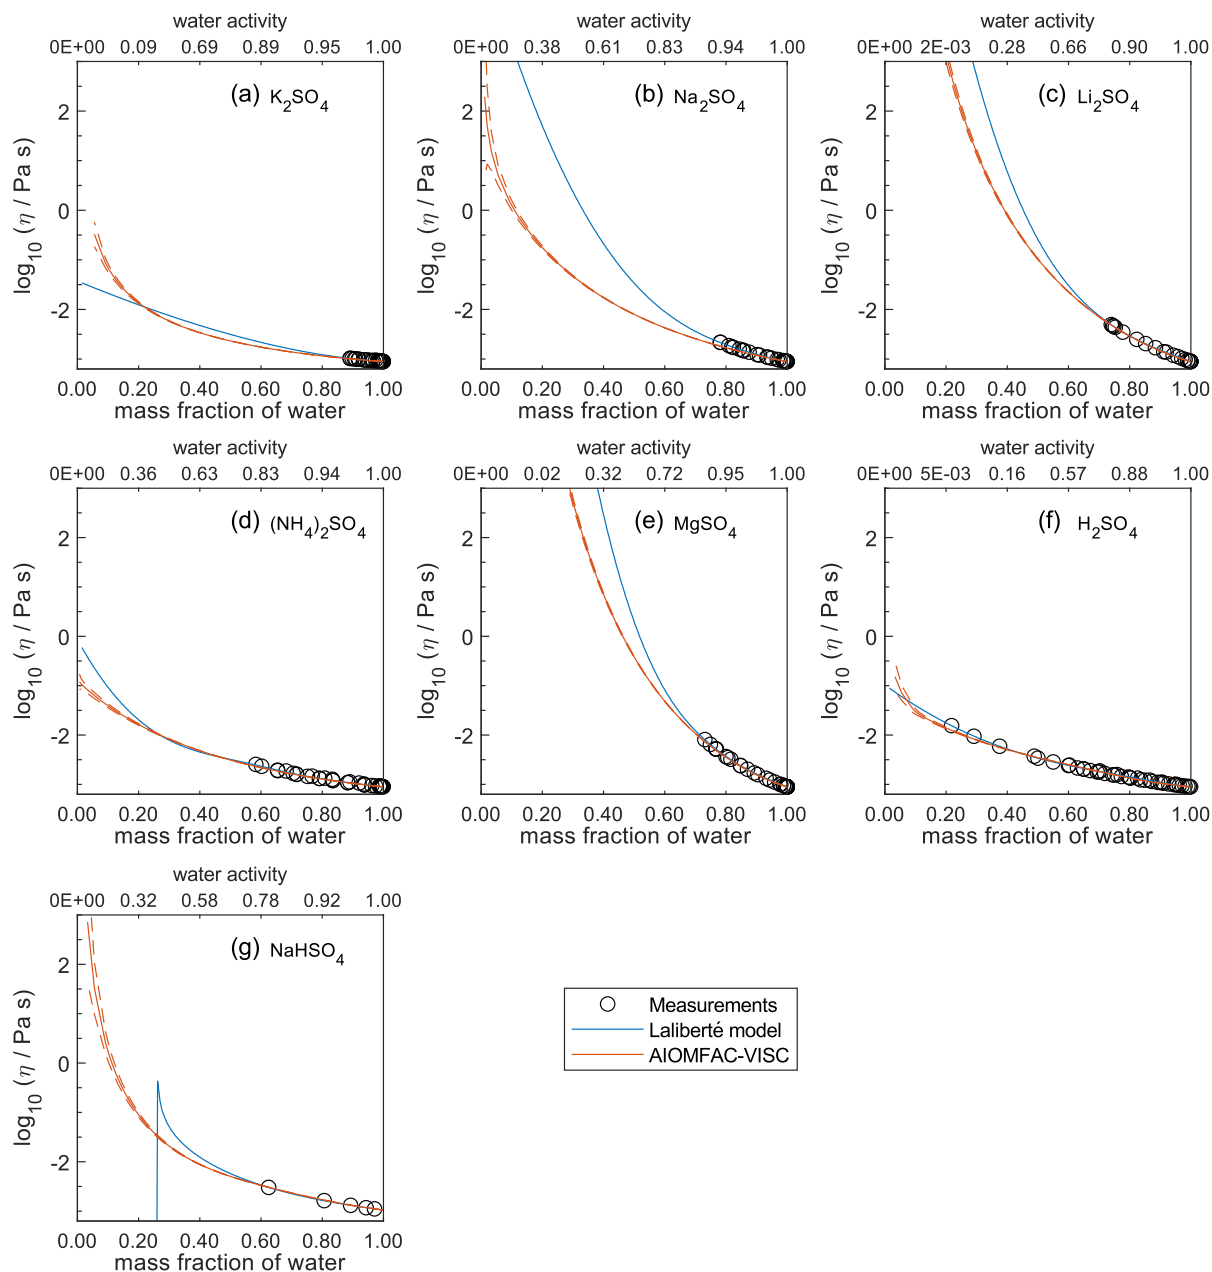 water activity
0E+00 0.09 0.69 0.89 0.95 1.00
(a) K2SO4
log10 (η / Pa s)
2
0
-2
0.00 0.20 0.40 0.60 0.80 1.00
mass fraction of water
water activity
0E+00 0.38 0.61 0.83 0.94 1.00
(b) Na2SO4
log10 (η / Pa s)
2
0
-2
0.00 0.20 0.40 0.60 0.80 1.00
mass fraction of water
water activity
0E+00 2E-03 0.28 0.66 0.90 1.00
(c) Li2SO4
log10 (η / Pa s)
2
0
-2
0.00 0.20 0.40 0.60 0.80 1.00
mass fraction of water
water activity
0E+00 0.36 0.63 0.83 0.94 1.00
(d) (NH4)2SO4
log10 (η / Pa s)
2
0
-2
0.00 0.20 0.40 0.60 0.80 1.00
mass fraction of water
water activity
0E+00 0.02 0.32 0.72 0.95 1.00
(e) MgSO4
log10 (η / Pa s)
2
0
-2
0.00 0.20 0.40 0.60 0.80 1.00
mass fraction of water
water activity
0E+00 5E-03 0.16 0.57 0.88 1.00
(f) H2SO4
log10 (η / Pa s)
2
0
-2
0.00 0.20 0.40 0.60 0.80 1.00
mass fraction of water
water activity
0E+00 0.32 0.58 0.78 0.92 1.00
(g) NaHSO4
log10 (η / Pa s)
2
0
-2
0.00 0.20 0.40 0.60 0.80 1.00
mass fraction of water
Measurements
Laliberté model
AIOMFAC-VISC